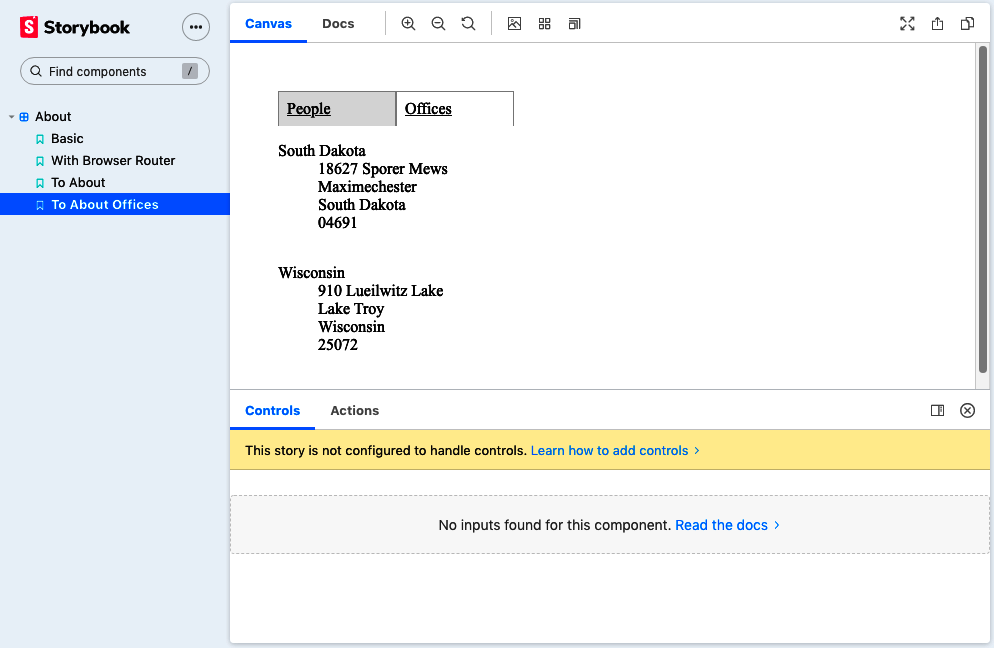 Storybook
Find components /
About
Basic
With Browser Router
To About
To About Offices
Canvas Docs
People Offices
South Dakota
18627 Sporer Mews
Maximechester
South Dakota
04691
Wisconsin
910 Lueilwitz Lake
Lake Troy
Wisconsin
25072
Controls Actions
This story is not configured to handle controls. Learn how to add controls
No inputs found for this component. Read the docs